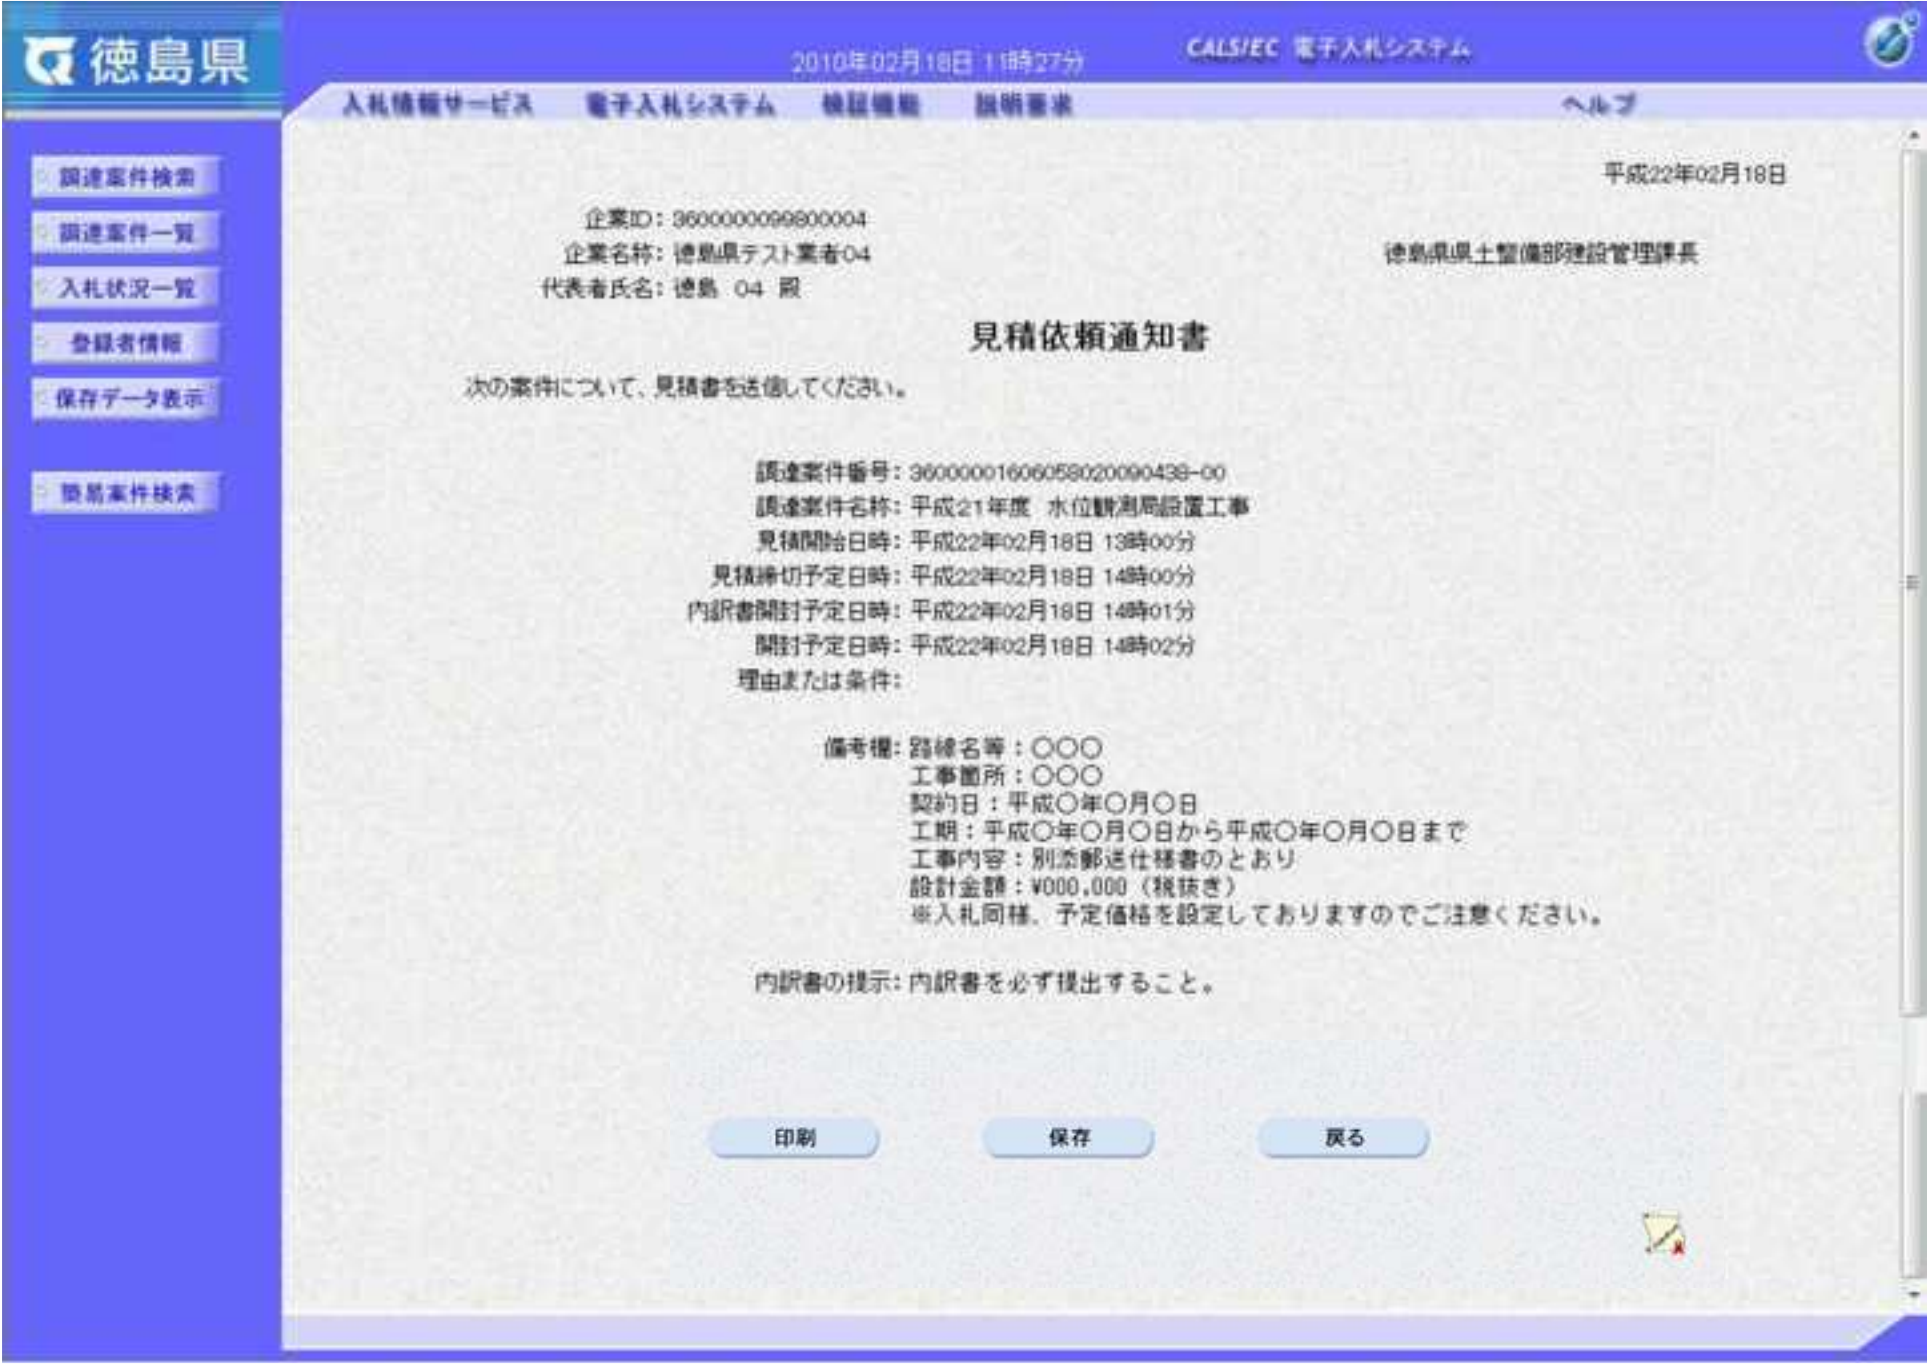 徳島県
2010年02月18日 11時27分
CALS/EC 電子入札システム
入札情報サービス 電子入札システム 検証機能 説明要求 ヘルプ
調達案件検索
調達案件一覧
入札状況一覧
登録者情報
保存データ表示
簡易案件検索
平成22年02月18日
企業ID: 3600000099800004
企業名称: 徳島県テスト業者04
徳島県県土整備部建設管理課長
代表者氏名: 徳島 04 殿
見積依頼通知書
次の案件について、見積書を送信してください。
調達案件番号: 36000001606058020090438-00
調達案件名称: 平成21年度 水位観測局設置工事
見積開始日時: 平成22年02月18日 13時00分
見積締切予定日時: 平成22年02月18日 14時00分
内訳書開封予定日時: 平成22年02月18日 14時01分
開封予定日時: 平成22年02月18日 14時02分
理由または条件:
備考欄: 路線名等:○○○
工事箇所:○○○
契約日:平成○年○月○日
工期:平成○年○月○日から平成○年○月○日まで
工事内容:別添郵送仕様書のとおり
設計金額:¥000,000(税抜き)
※入札同様、予定価格を設定しておりますのでご注意ください。
内訳書の提示: 内訳書を必ず提出すること。
印刷
保存
戻る